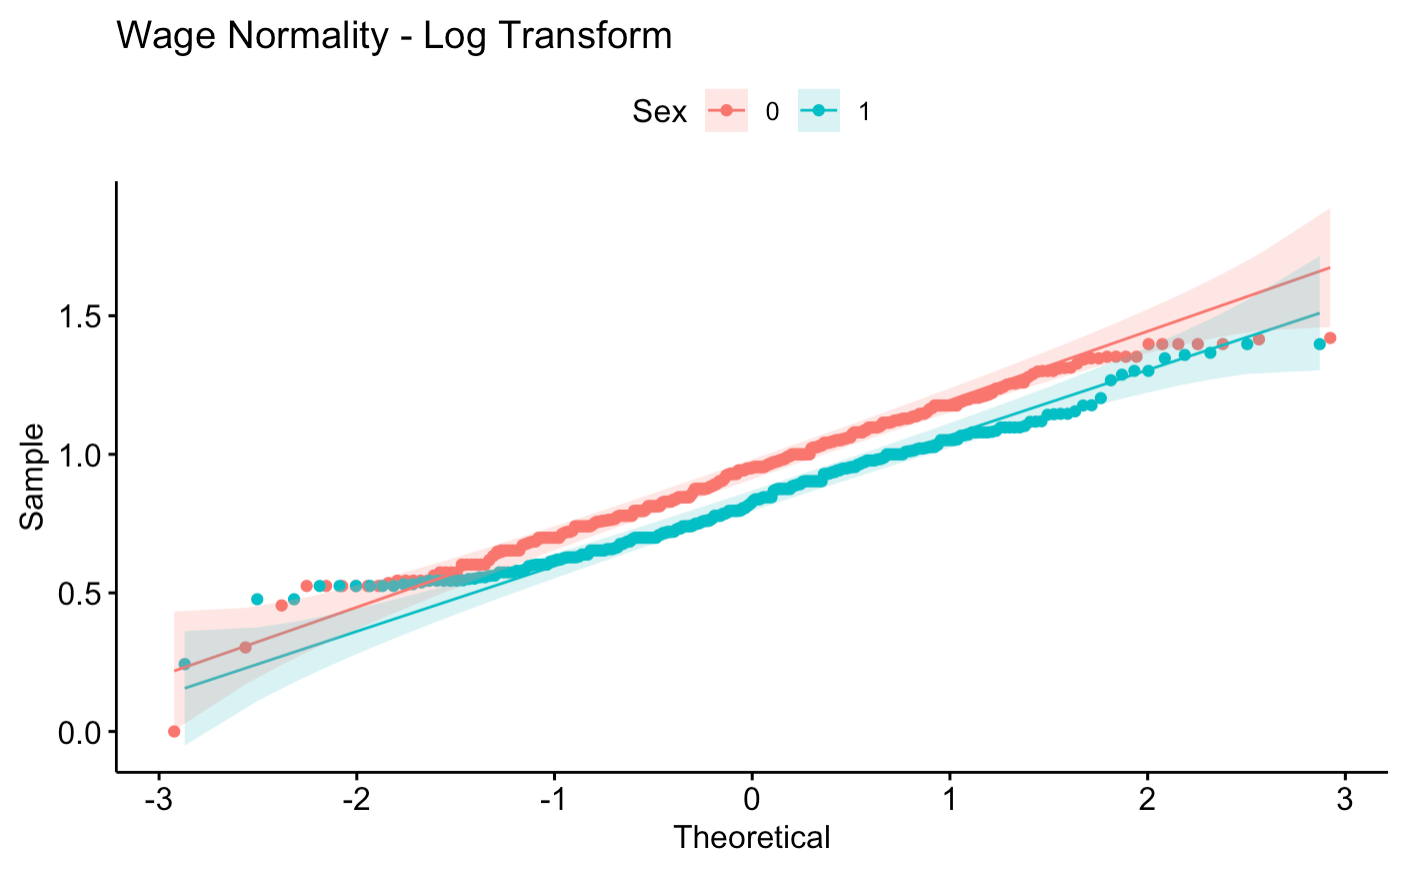 Wage Normality - Log Transform
Sex 0 1
1.5
1.0
0.5
0.0
Sample
-3 -2 -1 0 1 2 3
Theoretical